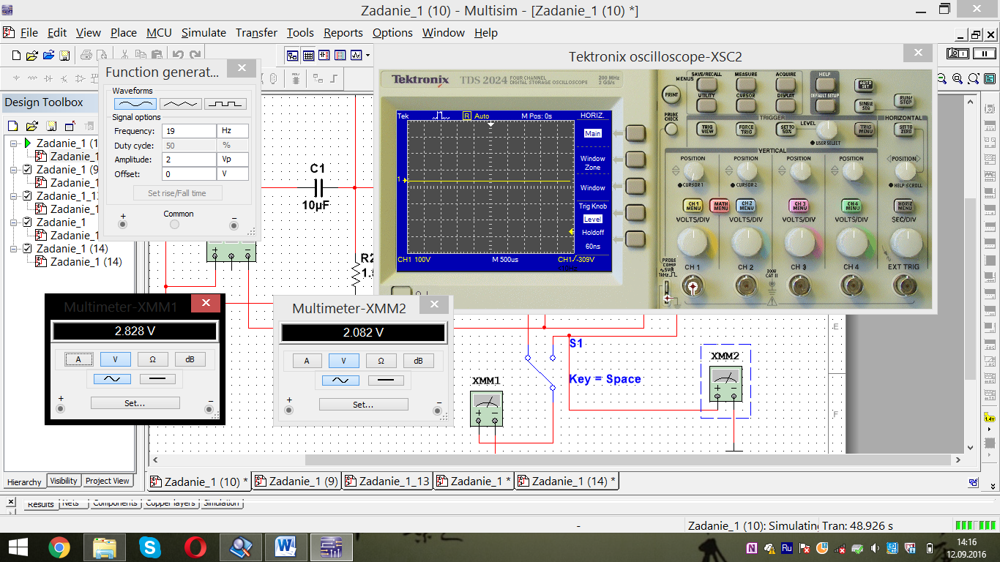 Zadanie_1 (10) - Multisim - [Zadanie_1 (10) *]
File Edit View Place MCU Simulate Transfer Tools Reports Options Window Help
Function generat...
Waveforms
Signal options
Frequency: 19 Hz
Duty cycle: 50 %
Amplitude: 2 Vp
Offset: 0 V
Set rise/Fall time
+ Common −
Design Toolbox
Zadanie_1 (1
Zadanie_1
Zadanie_1 (9
Zadanie_1
Zadanie_1_1
Zadanie_1
Zadanie_1
Zadanie_1
Zadanie_1 (14)
Zadanie_1 (14)
C1
10µF
R2
1.5
Tektronix oscilloscope-XSC2
Tektronix TDS 2024 FOUR CHANNEL DIGITAL STORAGE OSCILLOSCOPE 200 MHz 2 GS/s
Tek R Auto M Pos: 0s HORIZ.
Main
Window Zone
Window
Trig Knob
Level
Holdoff
60ns
1
CH1 100V M 500us CH1 -309V
MENUS SAVE/RECALL MEASURE ACQUIRE HELP AUTO SET
PRINT UTILITY CURSOR DISPLAY DEFAULT SETUP SINGLE SEQ RUN/STOP
PROBE CHECK
TRIGGER LEVEL HORIZONTAL
TRIG VIEW FORCE TRIG SET TO 50% USER SELECT TRIG MENU SET TO ZERO
VERTICAL
POSITION POSITION POSITION POSITION POSITION
CURSOR 1 CURSOR 2 HELP SCROLL
CH 1 MENU MATH MENU CH 2 MENU CH 3 MENU CH 4 MENU HORIZ MENU
VOLTS/DIV VOLTS/DIV VOLTS/DIV VOLTS/DIV SEC/DIV
PROBE COMP ~5V 1kHz
CH 1 CH 2 300V CAT II CH 3 CH 4 EXT TRIG
Multimeter-XMM1
2.828 V
A V Ω dB
Set...
+ −
Multimeter-XMM2
2.082 V
A V Ω dB
Set...
+ −
S1
Key = Space
XMM1
XMM2
E
F
1.4v
Hierarchy Visibility Project View
Zadanie_1 (10) * Zadanie_1 (9) Zadanie_1_13 Zadanie_1 * Zadanie_1 (14) *
Results Nets Components Copper layers Simulation
- Zadanie_1 (10): Simulating Tran: 48.926 s
Ru
14:16
12.09.2016